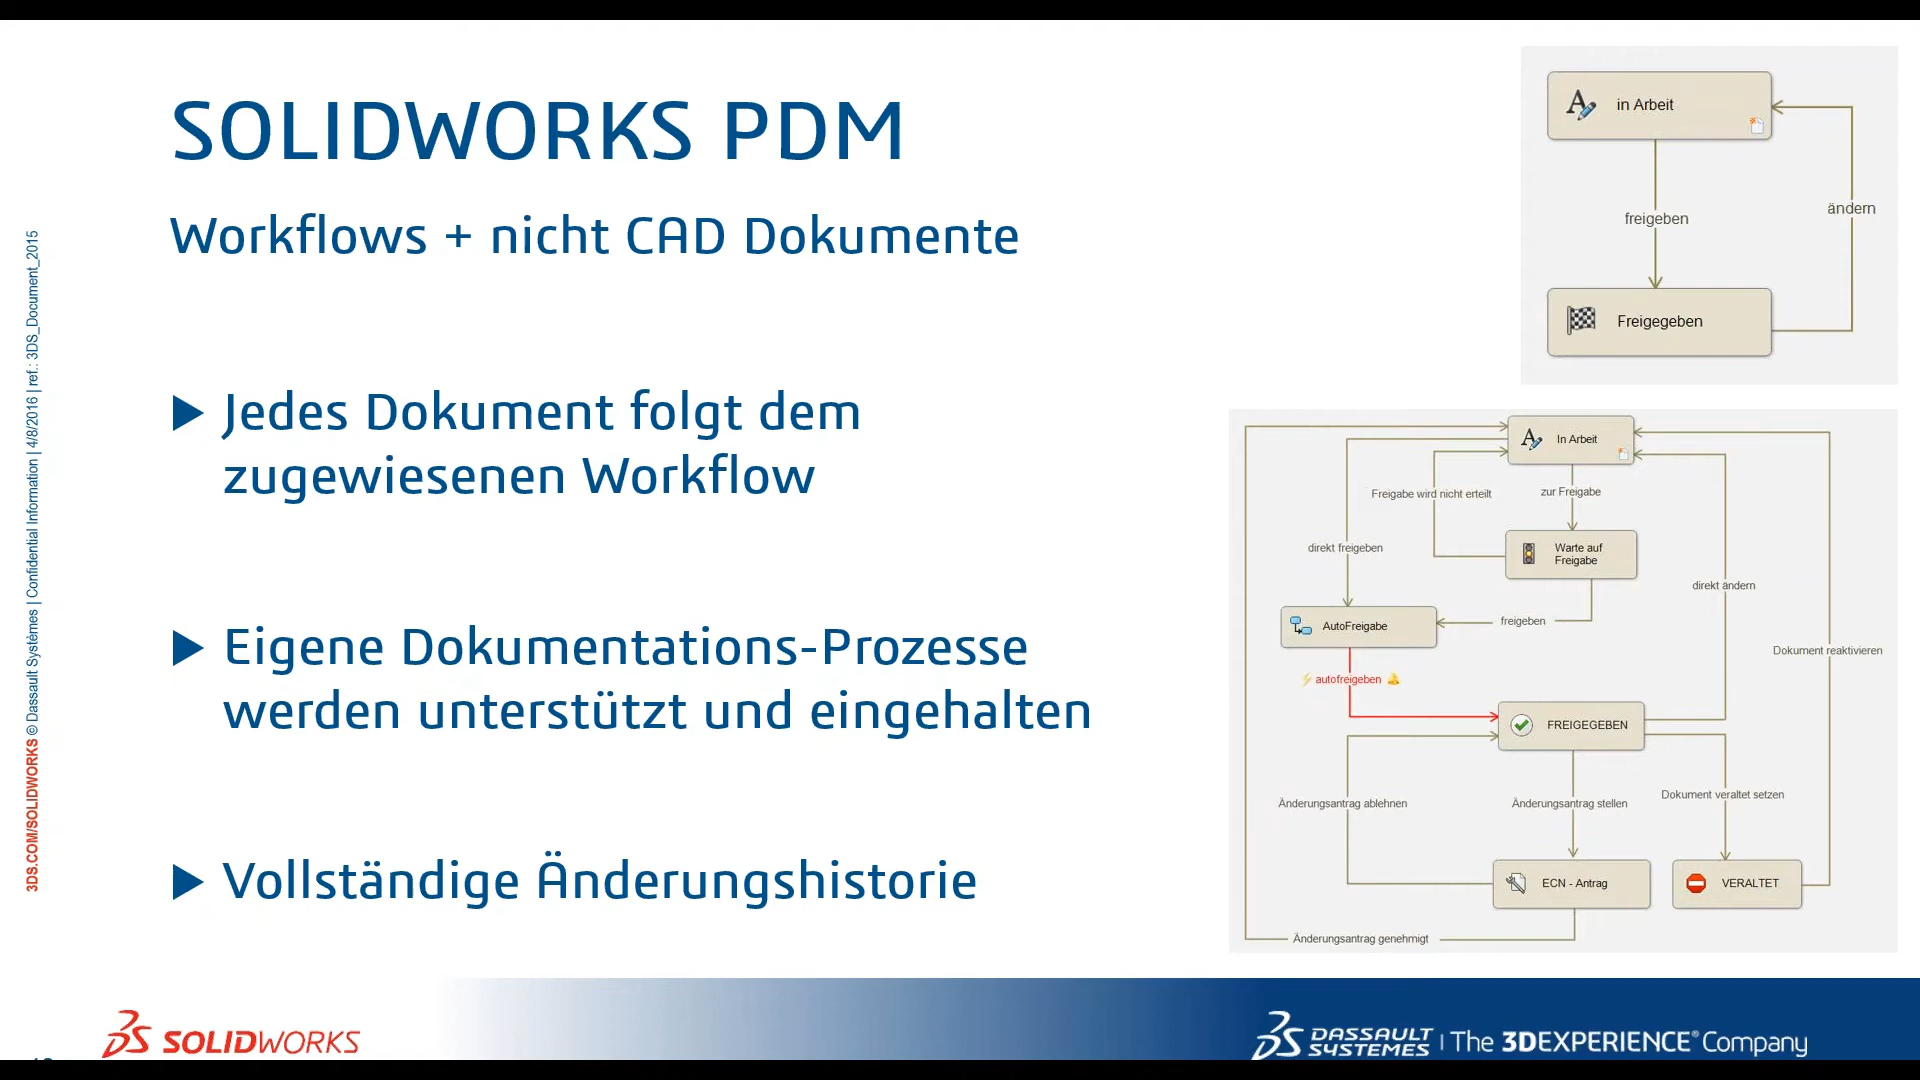 SOLIDWORKS PDM
Workflows + nicht CAD Dokumente
Jedes Dokument folgt dem
zugewiesenen Workflow
Eigene Dokumentations-Prozesse
werden unterstützt und eingehalten
Vollständige Änderungshistorie
in Arbeit
freigeben
ändern
Freigegeben
In Arbeit
Freigabe wird nicht erteilt
zur Freigabe
direkt freigeben
Warte auf
Freigabe
direkt ändern
AutoFreigabe
freigeben
Dokument reaktivieren
autofreigeben
FREIGEGEBEN
Änderungsantrag ablehnen
Änderungsantrag stellen
Dokument veraltet setzen
ECN - Antrag
VERALTET
Änderungsantrag genehmigt
3DS.COM/SOLIDWORKS © Dassault Systèmes | Confidential Information | 4/8/2016 | ref.: 3DS_Document_2015
SOLIDWORKS
DASSAULT
SYSTEMES
The 3DEXPERIENCE® Company